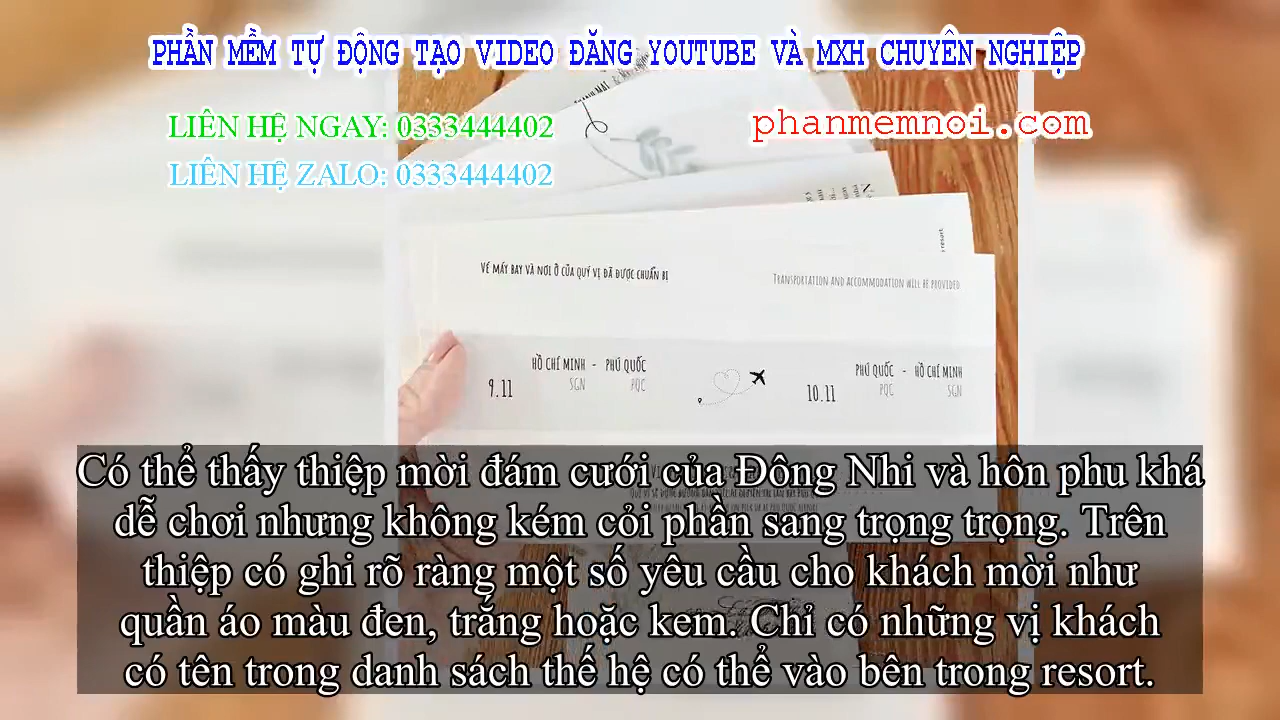 PHẦN MỀM TỰ ĐỘNG TẠO VIDEO ĐĂNG YOUTUBE VÀ MXH CHUYÊN NGHIỆP
LIÊN HỆ NGAY: 0333444402
phanmemnoi.com
LIÊN HỆ ZALO: 0333444402
resort
VÉ MÁY BAY VÀ NƠI Ở CỦA QUÝ VỊ ĐÃ ĐƯỢC CHUẨN BỊ
TRANSPORTATION AND ACCOMMODATION WILL BE PROVIDED
9.11 HỒ CHÍ MINH - PHÚ QUỐC
SGN PQC
10.11 PHÚ QUỐC - HỒ CHÍ MINH
PQC SGN
Có thể thấy thiệp mời đám cưới của Đông Nhi và hôn phu khá
dễ chơi nhưng không kém cỏi phần sang trọng trọng. Trên
thiệp có ghi rõ ràng một số yêu cầu cho khách mời như
quần áo màu đen, trắng hoặc kem. Chỉ có những vị khách
có tên trong danh sách thế hệ có thể vào bên trong resort.